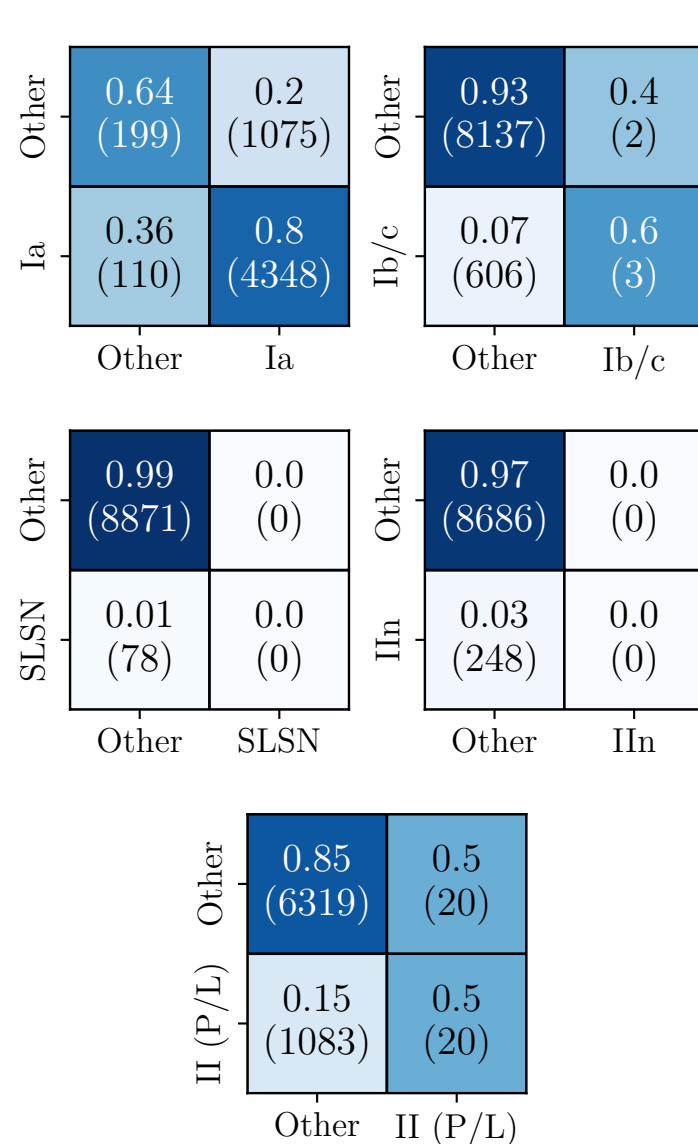 Other
0.64
(199)
0.2
(1075)
Ia
0.36
(110)
0.8
(4348)
Other
Ia
Other
0.93
(8137)
0.4
(2)
Ib/c
0.07
(606)
0.6
(3)
Other
Ib/c
Other
0.99
(8871)
0.0
(0)
SLSN
0.01
(78)
0.0
(0)
Other
SLSN
Other
0.97
(8686)
0.0
(0)
IIn
0.03
(248)
0.0
(0)
Other
IIn
Other
0.85
(6319)
0.5
(20)
II (P/L)
0.15
(1083)
0.5
(20)
Other
II (P/L)